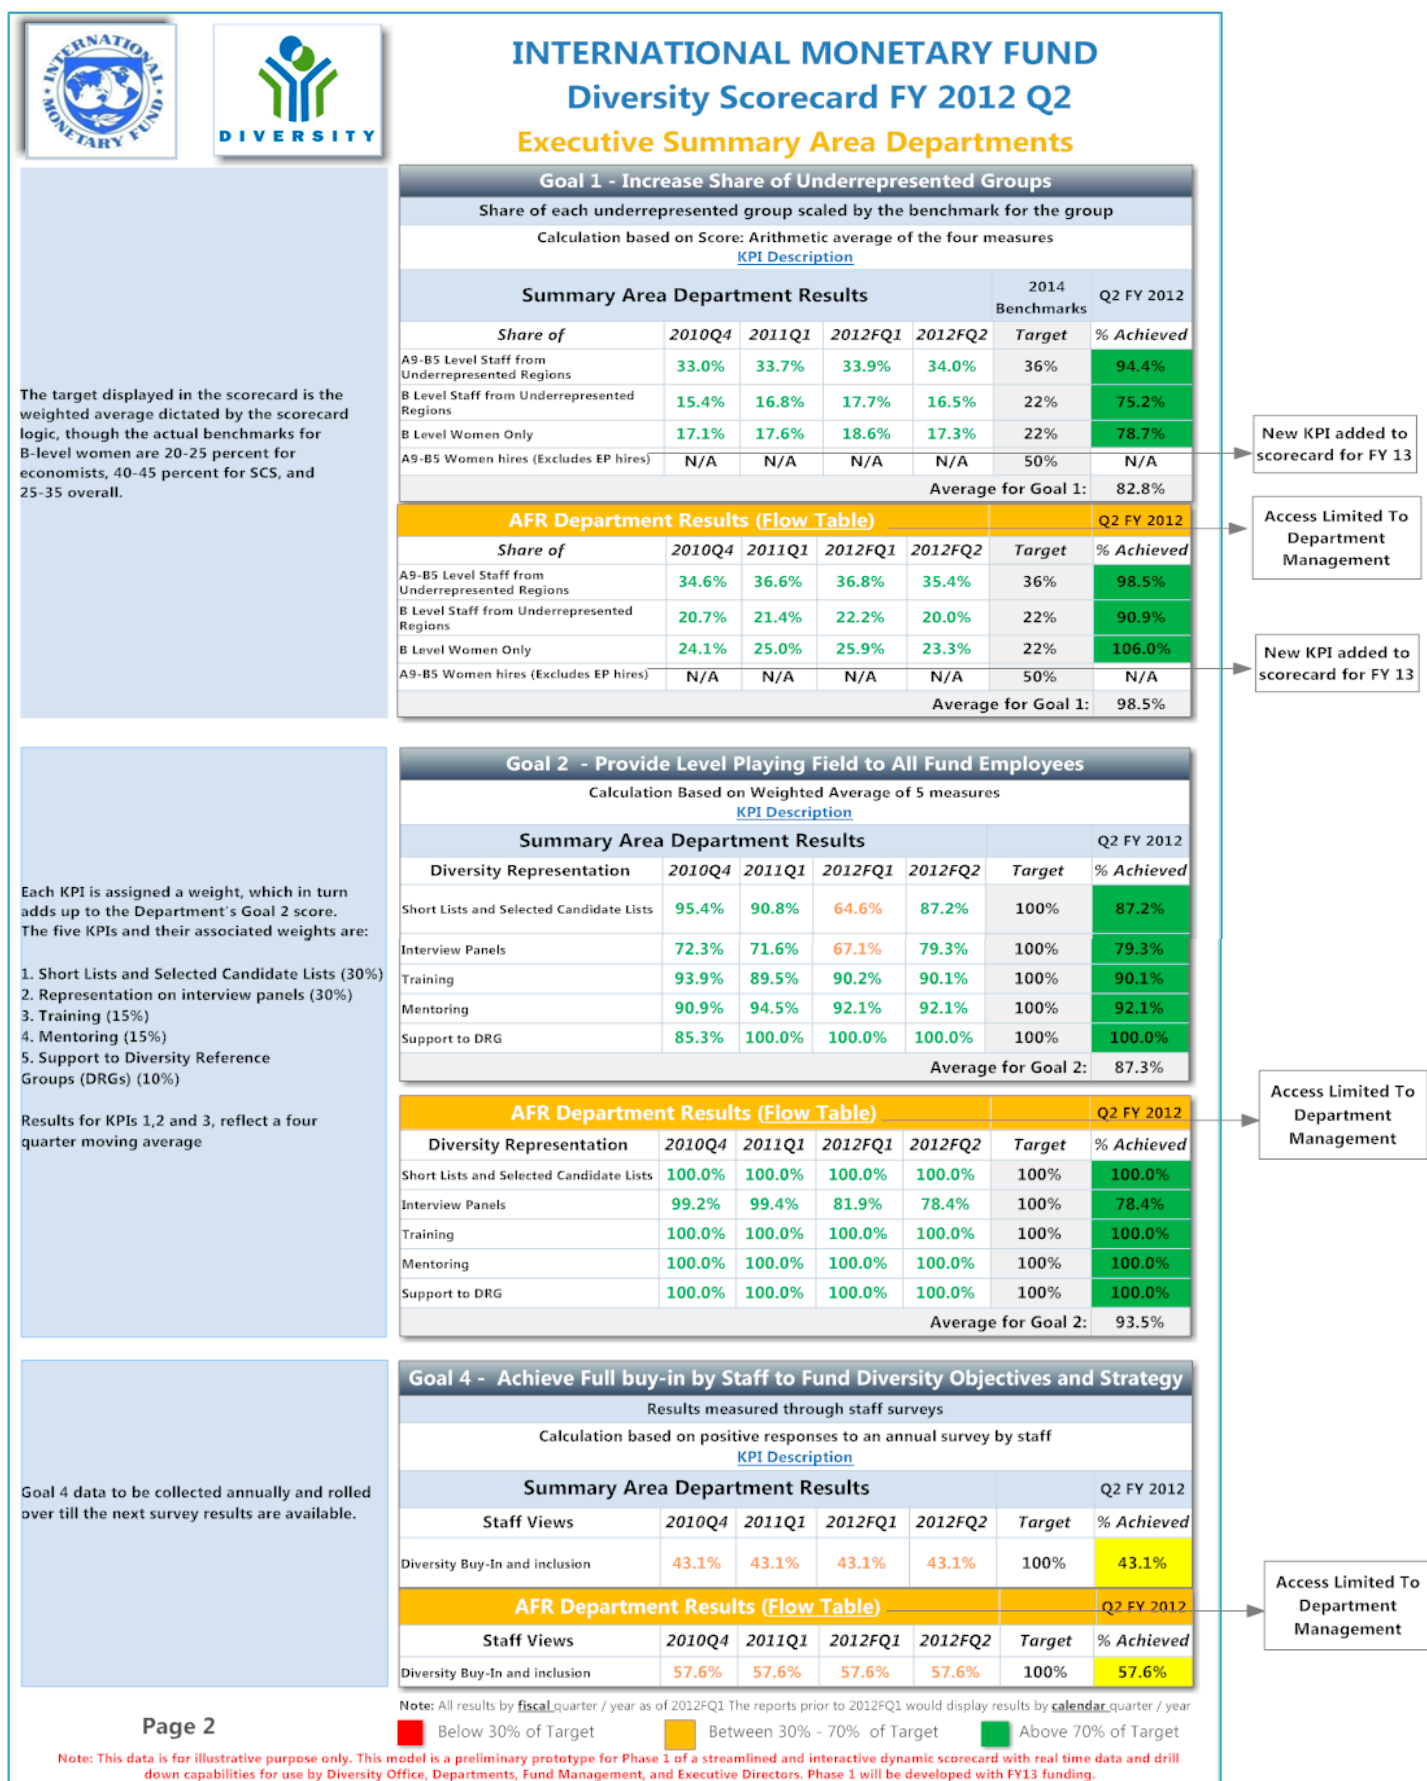 INTERNATIONAL
MONETARY FUND
DIVERSITY
INTERNATIONAL MONETARY FUND
Diversity Scorecard FY 2012 Q2
Executive Summary Area Departments
The target displayed in the scorecard is the
weighted average dictated by the scorecard
logic, though the actual benchmarks for
B-level women are 20-25 percent for
economists, 40-45 percent for SCS, and
25-35 overall.
Goal 1 - Increase Share of Underrepresented Groups
Share of each underrepresented group scaled by the benchmark for the group
Calculation based on Score: Arithmetic average of the four measures
KPI Description
Summary Area Department Results 2014 Benchmarks Q2 FY 2012
Share of 2010Q4 2011Q1 2012FQ1 2012FQ2 Target % Achieved
A9-B5 Level Staff from
Underrepresented Regions 33.0% 33.7% 33.9% 34.0% 36% 94.4%
B Level Staff from Underrepresented
Regions 15.4% 16.8% 17.7% 16.5% 22% 75.2%
B Level Women Only 17.1% 17.6% 18.6% 17.3% 22% 78.7%
A9-B5 Women hires (Excludes EP hires) N/A N/A N/A N/A 50% N/A
Average for Goal 1: 82.8%
New KPI added to
scorecard for FY 13
AFR Department Results (Flow Table) Q2 FY 2012
Access Limited To
Department
Management
Share of 2010Q4 2011Q1 2012FQ1 2012FQ2 Target % Achieved
A9-B5 Level Staff from
Underrepresented Regions 34.6% 36.6% 36.8% 35.4% 36% 98.5%
B Level Staff from Underrepresented
Regions 20.7% 21.4% 22.2% 20.0% 22% 90.9%
B Level Women Only 24.1% 25.0% 25.9% 23.3% 22% 106.0%
A9-B5 Women hires (Excludes EP hires) N/A N/A N/A N/A 50% N/A
Average for Goal 1: 98.5%
New KPI added to
scorecard for FY 13
Each KPI is assigned a weight, which in turn
adds up to the Department's Goal 2 score.
The five KPIs and their associated weights are:
1. Short Lists and Selected Candidate Lists (30%)
2. Representation on interview panels (30%)
3. Training (15%)
4. Mentoring (15%)
5. Support to Diversity Reference
Groups (DRGs) (10%)
Results for KPIs 1,2 and 3, reflect a four
quarter moving average
Goal 2 - Provide Level Playing Field to All Fund Employees
Calculation Based on Weighted Average of 5 measures
KPI Description
Summary Area Department Results Q2 FY 2012
Diversity Representation 2010Q4 2011Q1 2012FQ1 2012FQ2 Target % Achieved
Short Lists and Selected Candidate Lists 95.4% 90.8% 64.6% 87.2% 100% 87.2%
Interview Panels 72.3% 71.6% 67.1% 79.3% 100% 79.3%
Training 93.9% 89.5% 90.2% 90.1% 100% 90.1%
Mentoring 90.9% 94.5% 92.1% 92.1% 100% 92.1%
Support to DRG 85.3% 100.0% 100.0% 100.0% 100% 100.0%
Average for Goal 2: 87.3%
AFR Department Results (Flow Table) Q2 FY 2012
Access Limited To
Department
Management
Diversity Representation 2010Q4 2011Q1 2012FQ1 2012FQ2 Target % Achieved
Short Lists and Selected Candidate Lists 100.0% 100.0% 100.0% 100.0% 100% 100.0%
Interview Panels 99.2% 99.4% 81.9% 78.4% 100% 78.4%
Training 100.0% 100.0% 100.0% 100.0% 100% 100.0%
Mentoring 100.0% 100.0% 100.0% 100.0% 100% 100.0%
Support to DRG 100.0% 100.0% 100.0% 100.0% 100% 100.0%
Average for Goal 2: 93.5%
Goal 4 data to be collected annually and rolled
over till the next survey results are available.
Goal 4 - Achieve Full buy-in by Staff to Fund Diversity Objectives and Strategy
Results measured through staff surveys
Calculation based on positive responses to an annual survey by staff
KPI Description
Summary Area Department Results Q2 FY 2012
Staff Views 2010Q4 2011Q1 2012FQ1 2012FQ2 Target % Achieved
Diversity Buy-In and inclusion 43.1% 43.1% 43.1% 43.1% 100% 43.1%
AFR Department Results (Flow Table) Q2 FY 2012
Access Limited To
Department
Management
Staff Views 2010Q4 2011Q1 2012FQ1 2012FQ2 Target % Achieved
Diversity Buy-In and inclusion 57.6% 57.6% 57.6% 57.6% 100% 57.6%
Note: All results by fiscal quarter / year as of 2012FQ1 The reports prior to 2012FQ1 would display results by calendar quarter / year
Page 2
Below 30% of Target Between 30% - 70% of Target Above 70% of Target
Note: This data is for illustrative purpose only. This model is a preliminary prototype for Phase 1 of a streamlined and interactive dynamic scorecard with real time data and drill
down capabilities for use by Diversity Office, Departments, Fund Management, and Executive Directors. Phase 1 will be developed with FY13 funding.